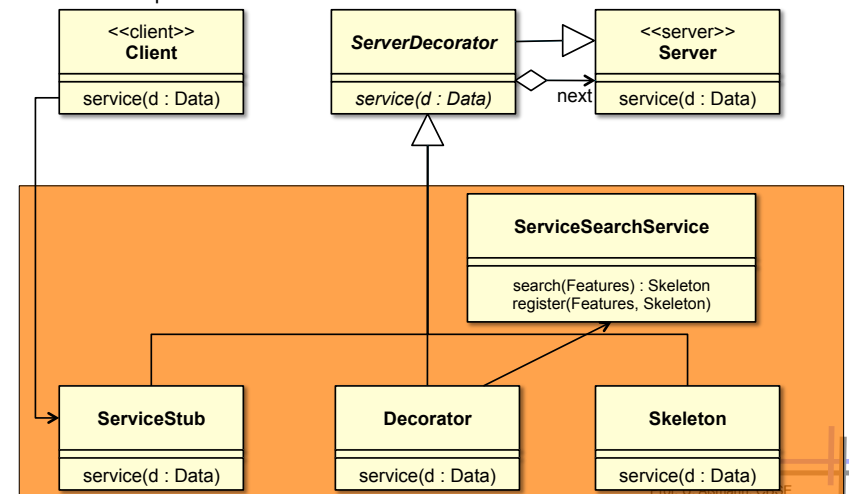 <<client>>
Client
service(d : Data)
ServerDecorator
service(d : Data)
<<server>>
Server
service(d : Data)
next
ServiceSearchService
search(Features) : Skeleton
register(Features, Skeleton)
ServiceStub
service(d : Data)
Decorator
service(d : Data)
Skeleton
service(d : Data)